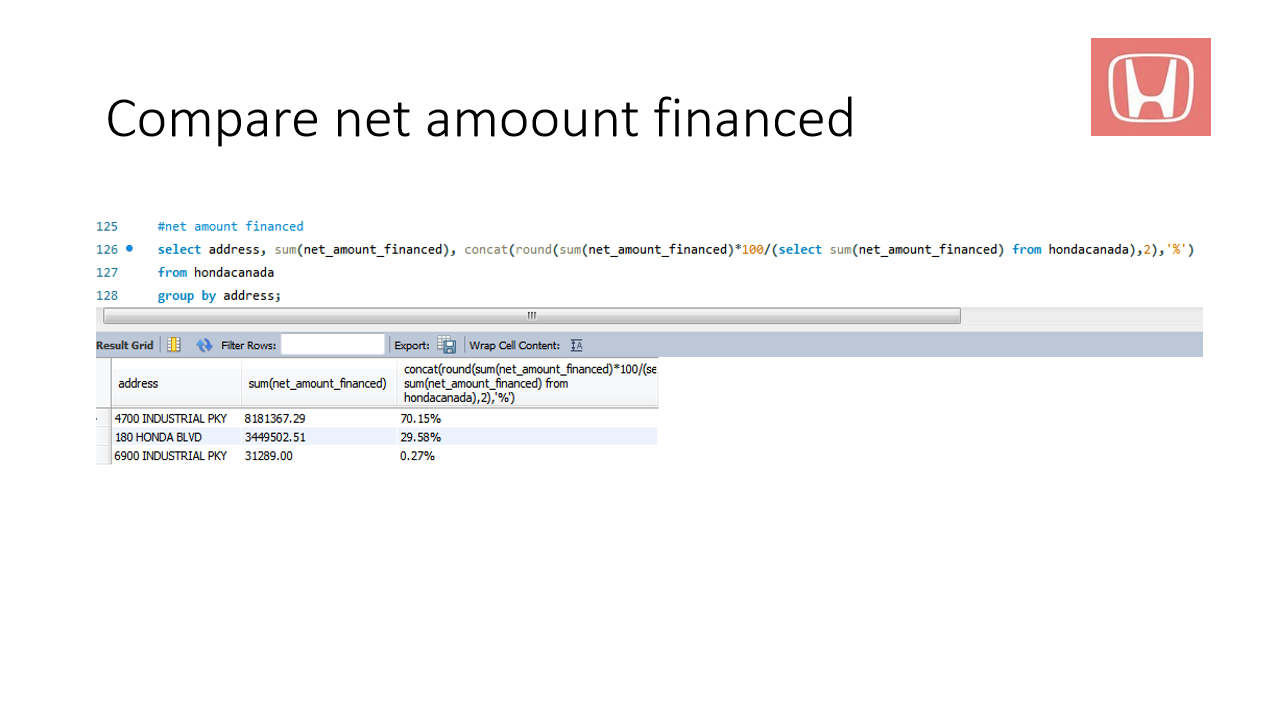 Compare net amoount financed
125 #net amount financed
126 select address, sum(net_amount_financed), concat(round(sum(net_amount_financed)*100/(select sum(net_amount_financed) from hondacanada),2),'%')
127 from hondacanada
128 group by address;
Result Grid Filter Rows: Export: Wrap Cell Content:
address sum(net_amount_financed) concat(round(sum(net_amount_financed)*100/(se
sum(net_amount_financed) from
hondacanada),2),'%')
4700 INDUSTRIAL PKY 8181367.29 70.15%
180 HONDA BLVD 3449502.51 29.58%
6900 INDUSTRIAL PKY 31289.00 0.27%